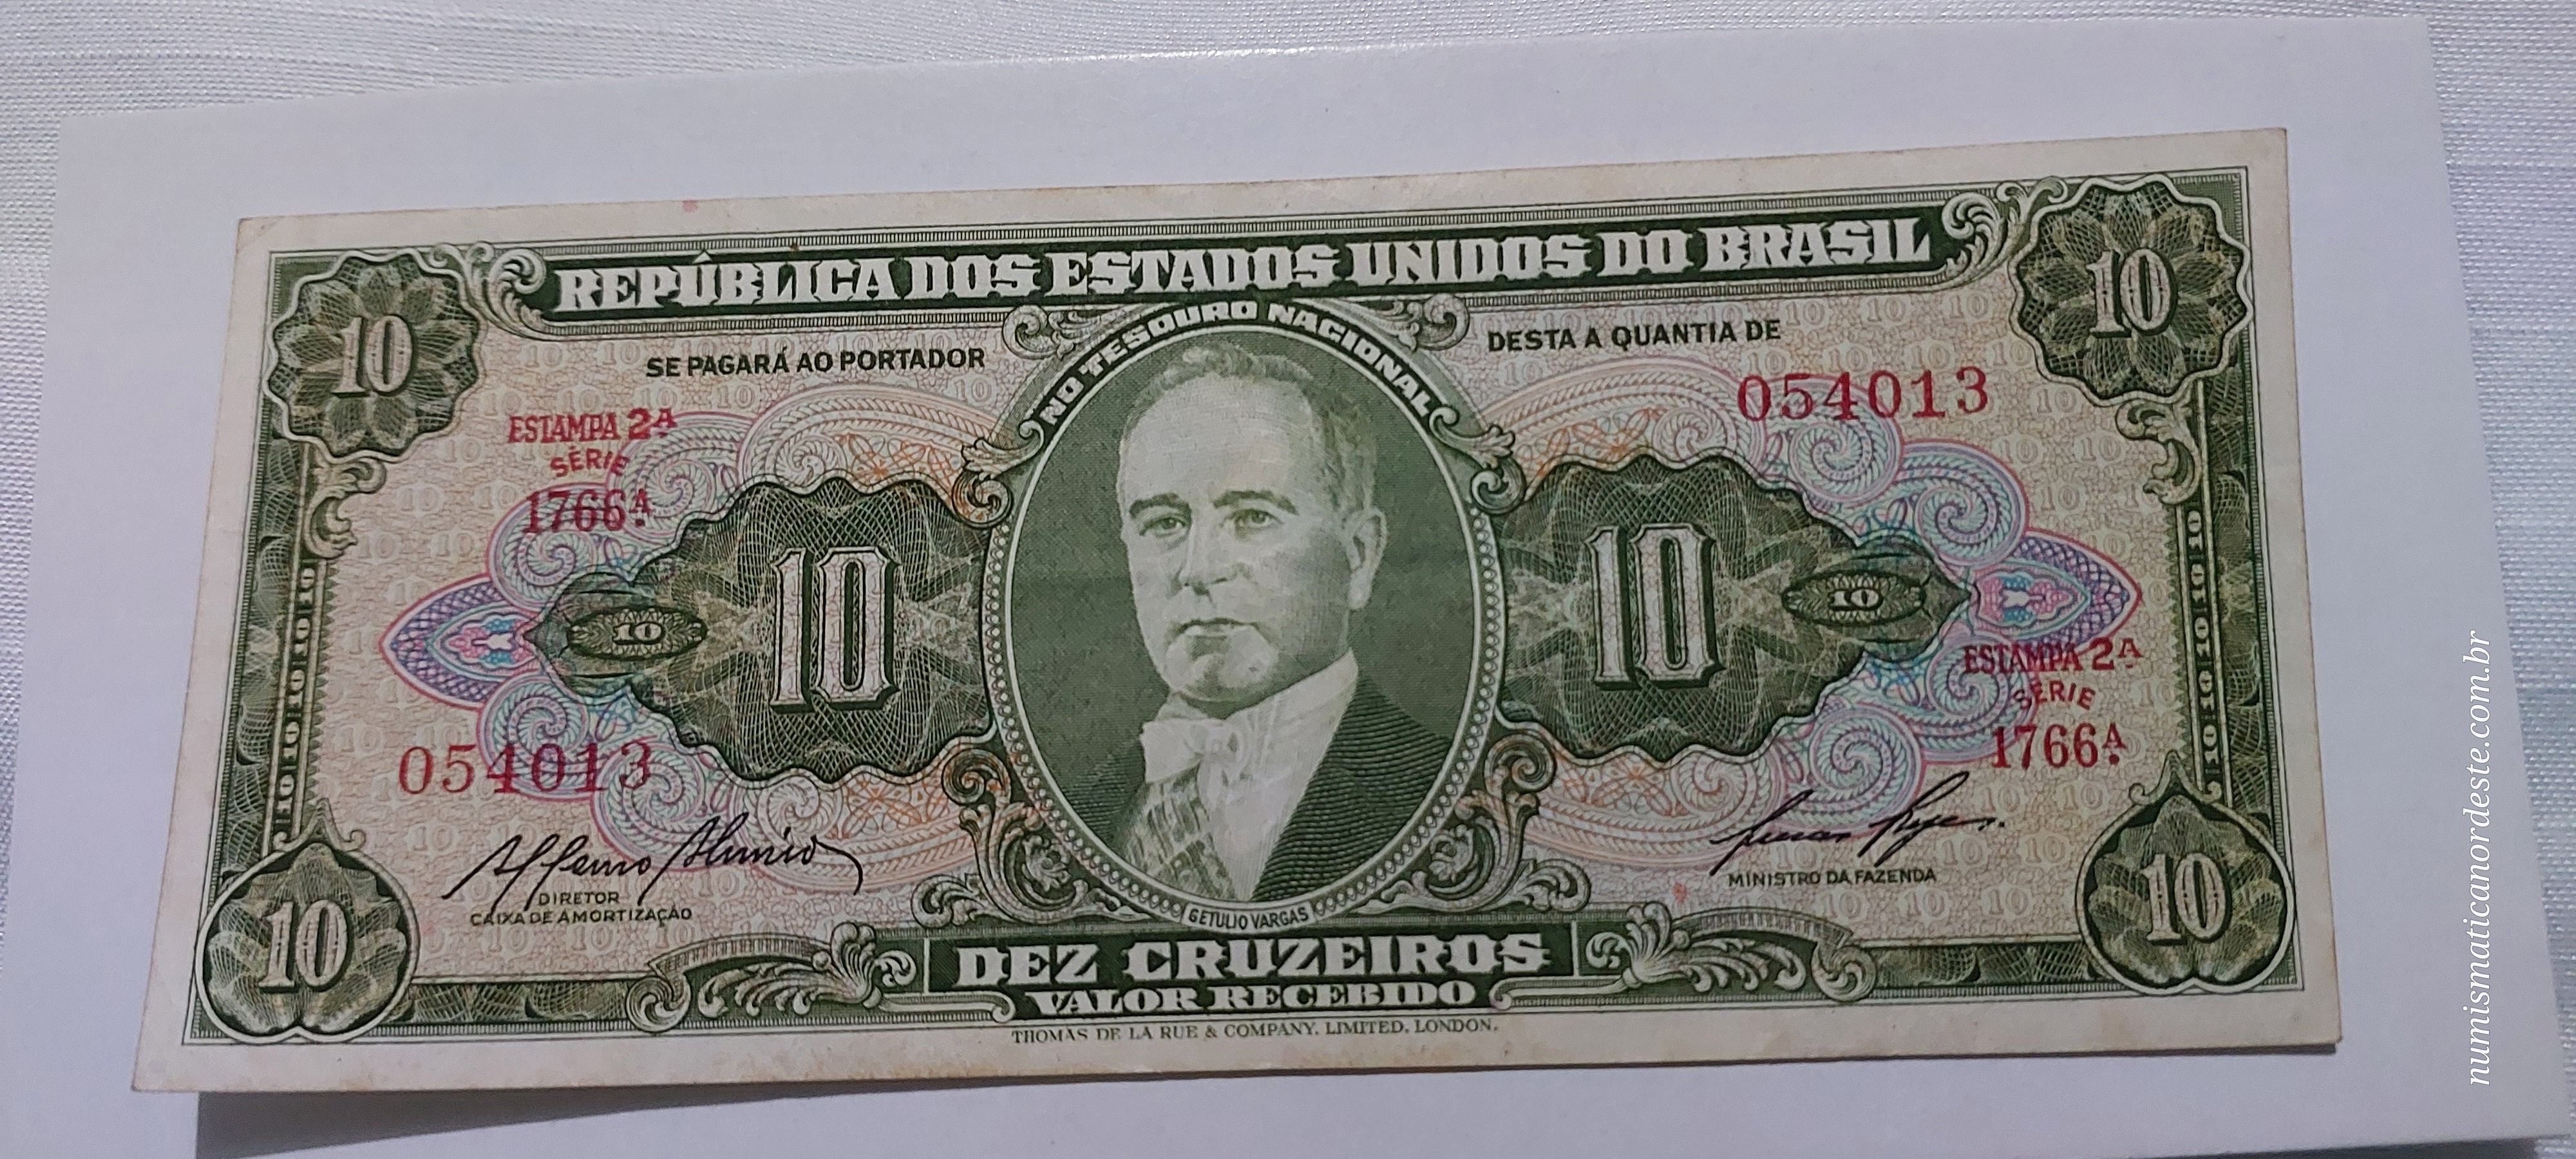 REPÚBLICA DOS ESTADOS UNIDOS DO BRASIL
10
10
NO TESOURO NACIONAL
SE PAGARÁ AO PORTADOR
DESTA A QUANTIA DE
ESTAMPA 2A
SÉRIE
1766A
054013
10
10
10
10
ESTAMPA 2A
SÉRIE
1766A
054013
DIRETOR
CAIXA DE AMORTIZAÇÃO
MINISTRO DA FAZENDA
GETULIO VARGAS
10
10
DEZ CRUZEIROS
VALOR RECEBIDO
THOMAS DE LA RUE & COMPANY, LIMITED, LONDON.
numismaticanordeste.com.br